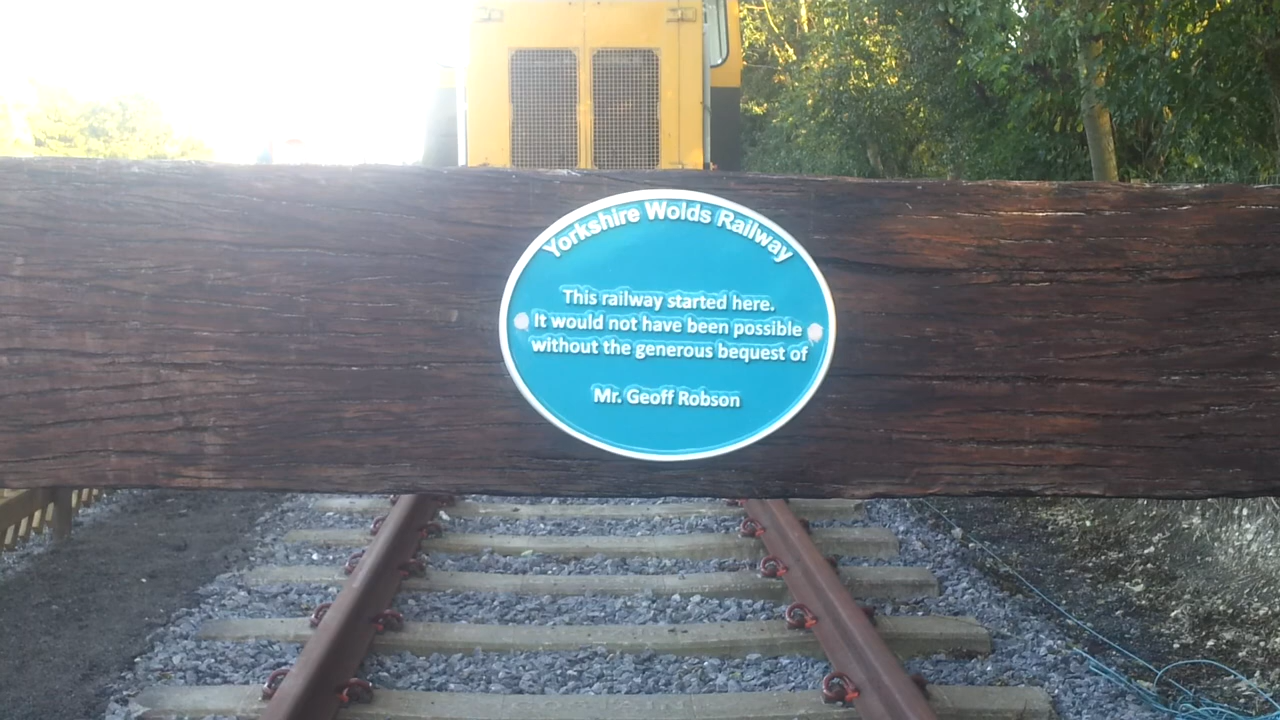 Yorkshire Wolds Railway
This railway started here.
It would not have been possible
without the generous bequest of
Mr. Geoff Robson